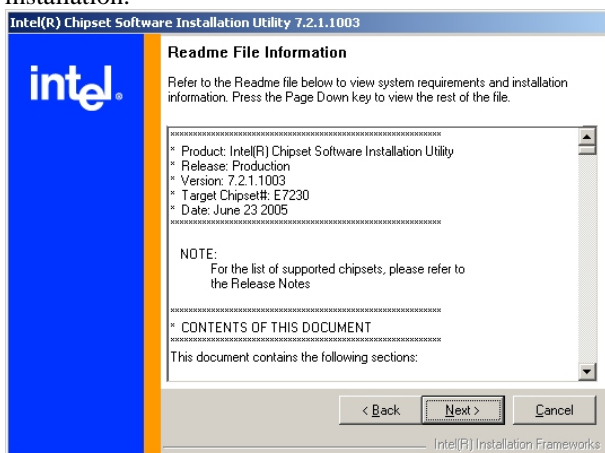 installation.
Intel(R) Chipset Software Installation Utility 7.2.1.1003
intel®
Readme File Information
Refer to the Readme file below to view system requirements and installation
information. Press the Page Down key to view the rest of the file.
************************************************************
* Product: Intel(R) Chipset Software Installation Utility
* Release: Production
* Version: 7.2.1.1003
* Target Chipset#: E7230
* Date: June 23 2005
************************************************************
NOTE:
For the list of supported chipsets, please refer to
the Release Notes
************************************************************
* CONTENTS OF THIS DOCUMENT
************************************************************
This document contains the following sections:
< Back Next > Cancel
Intel(R) Installation Frameworks